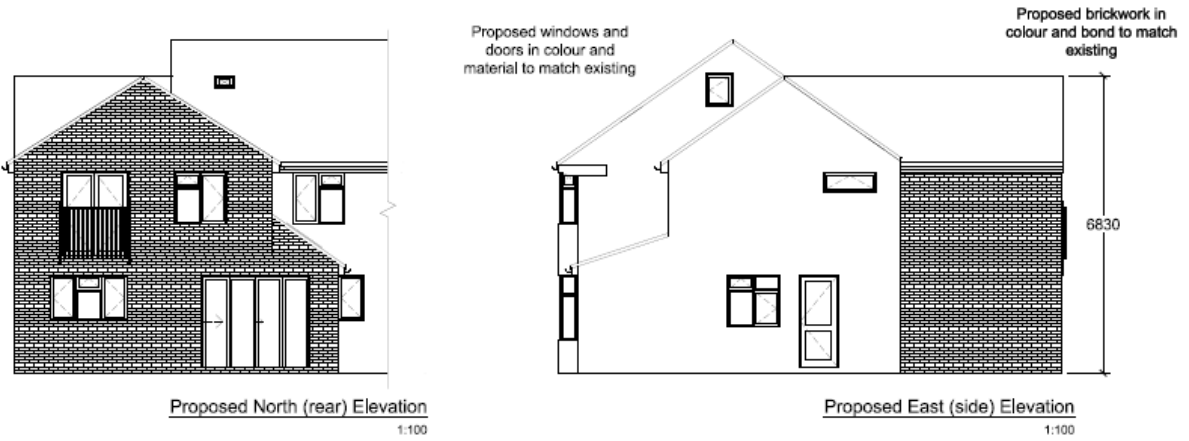 Proposed windows and
doors in colour and
material to match existing
Proposed brickwork in
colour and bond to match
existing
6830
Proposed North (rear) Elevation
1:100
Proposed East (side) Elevation
1:100